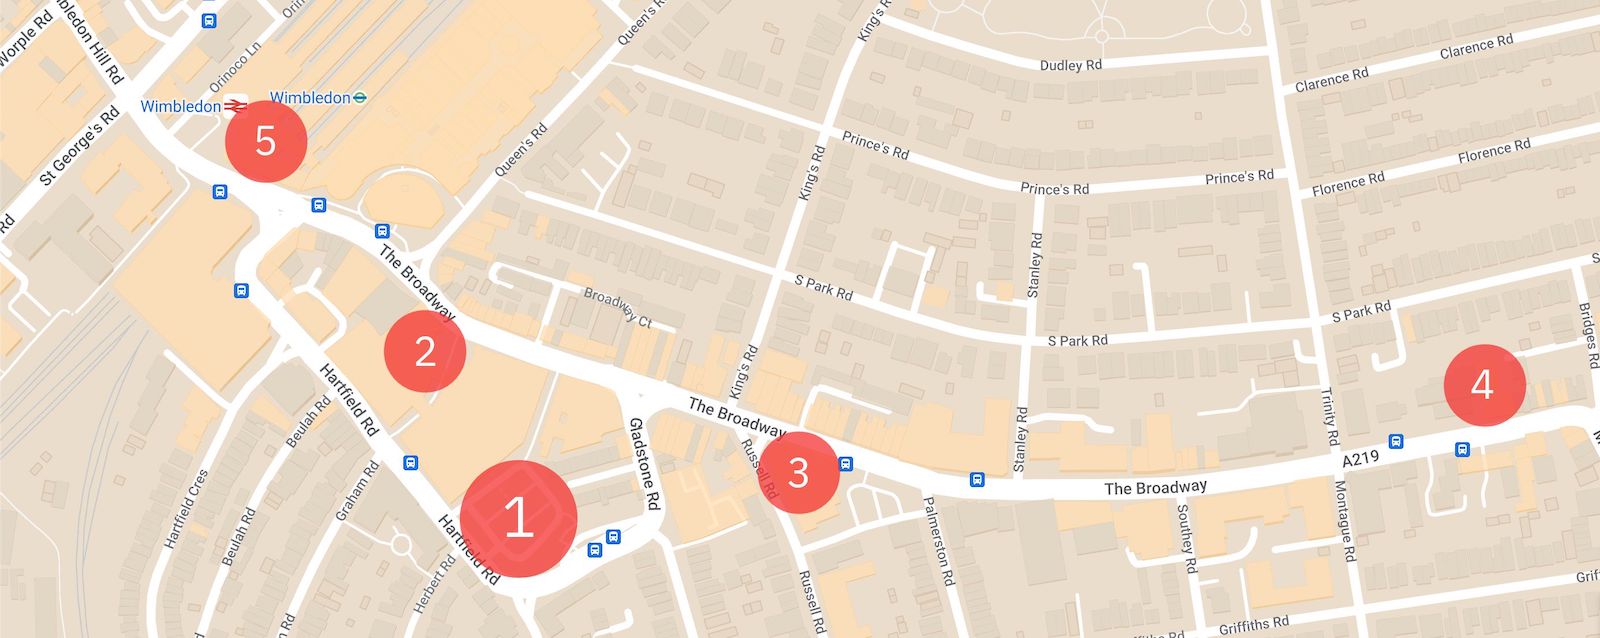 Worple Rd
Wimbledon Hill Rd
Orinoco Ln
Queen's Rd
King's Rd
Dudley Rd
Clarence Rd
Clarence Rd
Wimbledon
Wimbledon
St George's Rd
5
Queen's Rd
Prince's Rd
King's Rd
Prince's Rd
Prince's Rd
Florence Rd
Florence Rd
Rd
The Broadway
Stanley Rd
S Park Rd
Broadway Ct
S Park Rd
S Park Rd
Bridges Rd
2
King's Rd
4
Hartfield Rd
The Broadway
Beulah Rd
Gladstone Rd
Russell Rd
3
Stanley Rd
Trinity Rd
A219
The Broadway
Graham Rd
Hartfield Cres
Beulah Rd
1
Hartfield Rd
Herbert Rd
Palmerston Rd
Southey Rd
Montague Rd
Russell Rd
Griffiths Rd